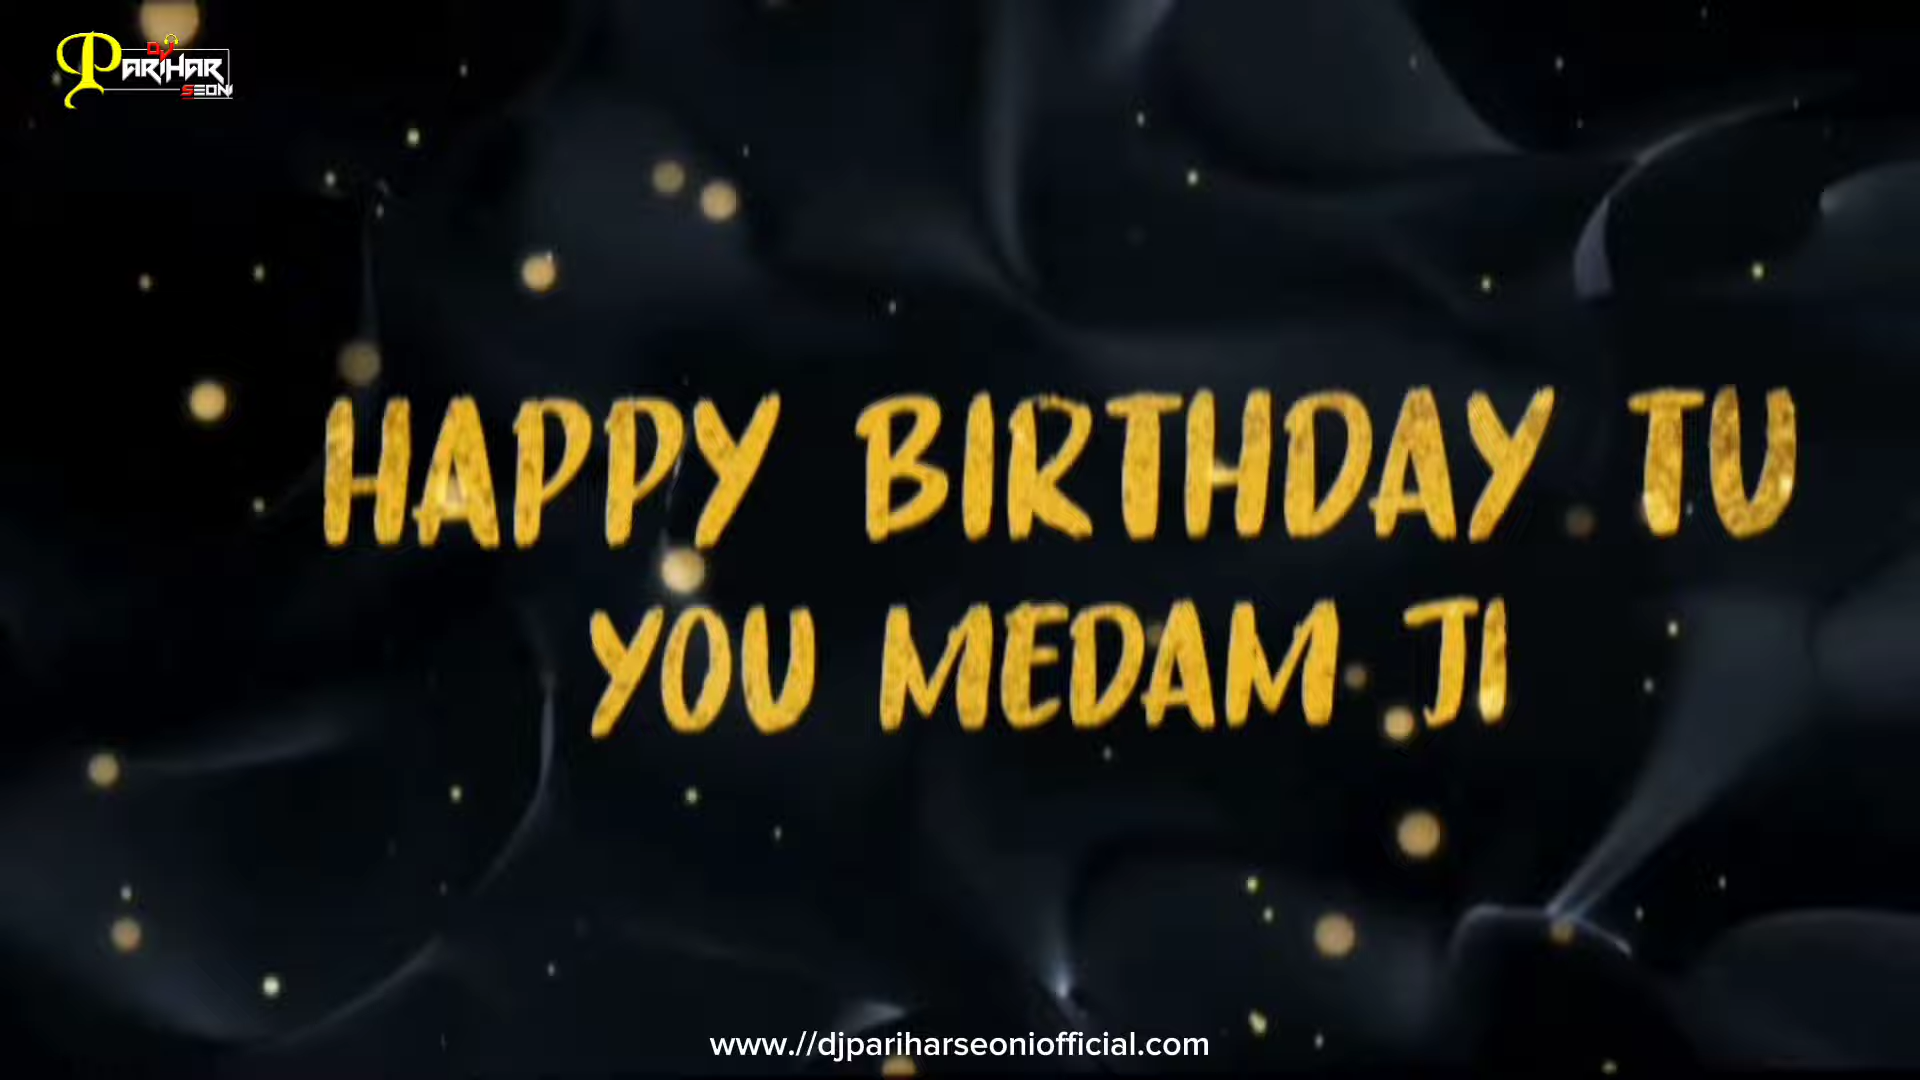 DJ
PARIHAR
SEONI
HAPPY BIRTHDAY TU
YOU MEDAM JI
www.//djpariharseoniofficial.com